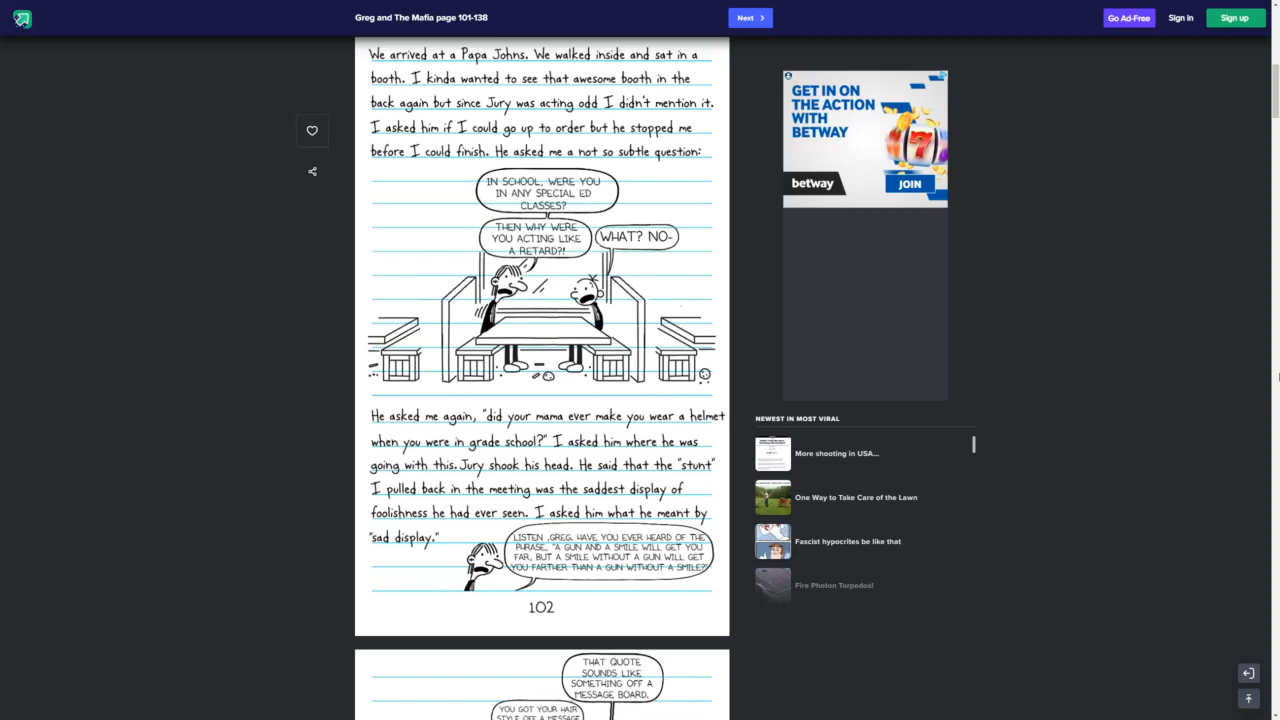 Greg and The Mafia page 101-138
Next
Go Ad-Free
Sign in
Sign up
We arrived at a Papa Johns. We walked inside and sat in a
booth. I kinda wanted to see that awesome booth in the
back again but since Jury was acting odd I didn't mention it.
I asked him if I could go up to order but he stopped me
before I could finish. He asked me a not so subtle question:
IN SCHOOL, WERE YOU
IN ANY SPECIAL ED
CLASSES?
WHAT? NO-
THEN WHY WERE
YOU ACTING LIKE
A RETARD?!
He asked me again, "did your mama ever make you wear a helmet
when you were in grade school?" I asked him where he was
going with this. Jury shook his head. He said that the "stunt"
I pulled back in the meeting was the saddest display of
foolishness he had ever seen. I asked him what he meant by
"sad display."
LISTEN ,GREG. HAVE YOU EVER HEARD OF THE
PHRASE, "A GUN AND A SMILE WILL GET YOU
FAR, BUT A SMILE WITHOUT A GUN WILL GET
YOU FARTHER THAN A GUN WITHOUT A SMILE?"
102
THAT QUOTE
SOUNDS LIKE
SOMETHING OFF A
MESSAGE BOARD.
YOU GOT YOUR HAIR
STYLE OFF A MESSAGE
GET IN ON
THE ACTION
WITH
BETWAY
7
betway
JOIN
NEWEST IN MOST VIRAL
More shooting in USA...
One Way to Take Care of the Lawn
Fascist hypocrites be like that
Fire Photon Torpedos!